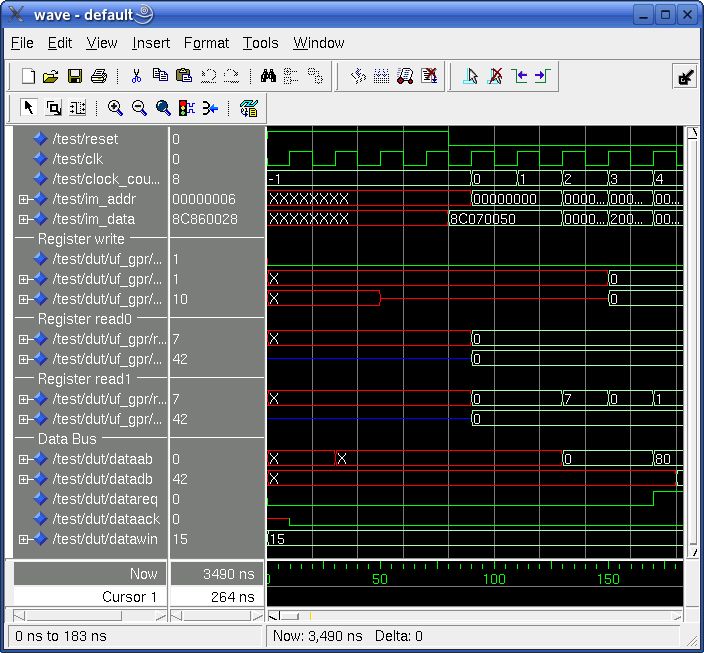 wave - default
File Edit View Insert Format Tools Window
/test/reset 0
/test/clk 0
/test/clock_cou... 8 -1 0 1 2 3 4
/test/im_addr 00000006 XXXXXXXX 00000000 0000... 000... 00...
/test/im_data 8C860028 XXXXXXXX 8C070050 0000... 200... 00...
Register write
/test/dut/uf_gpr/... 1
/test/dut/uf_gpr/... 1 X 0
/test/dut/uf_gpr/... 10 X 0
Register read0
/test/dut/uf_gpr/r... 7 X 0
/test/dut/uf_gpr/... 42 0
Register read1
/test/dut/uf_gpr/r... 7 X 0 7 0 1
/test/dut/uf_gpr/... 42 0
Data Bus
/test/dut/dataab 0 X X 0 80
/test/dut/datadb 42 X
/test/dut/datareq 0
/test/dut/dataack 0
/test/dut/datawin 15 15
Now 3490 ns 0 50 100 150
Cursor 1 264 ns
0 ns to 183 ns Now: 3,490 ns Delta: 0